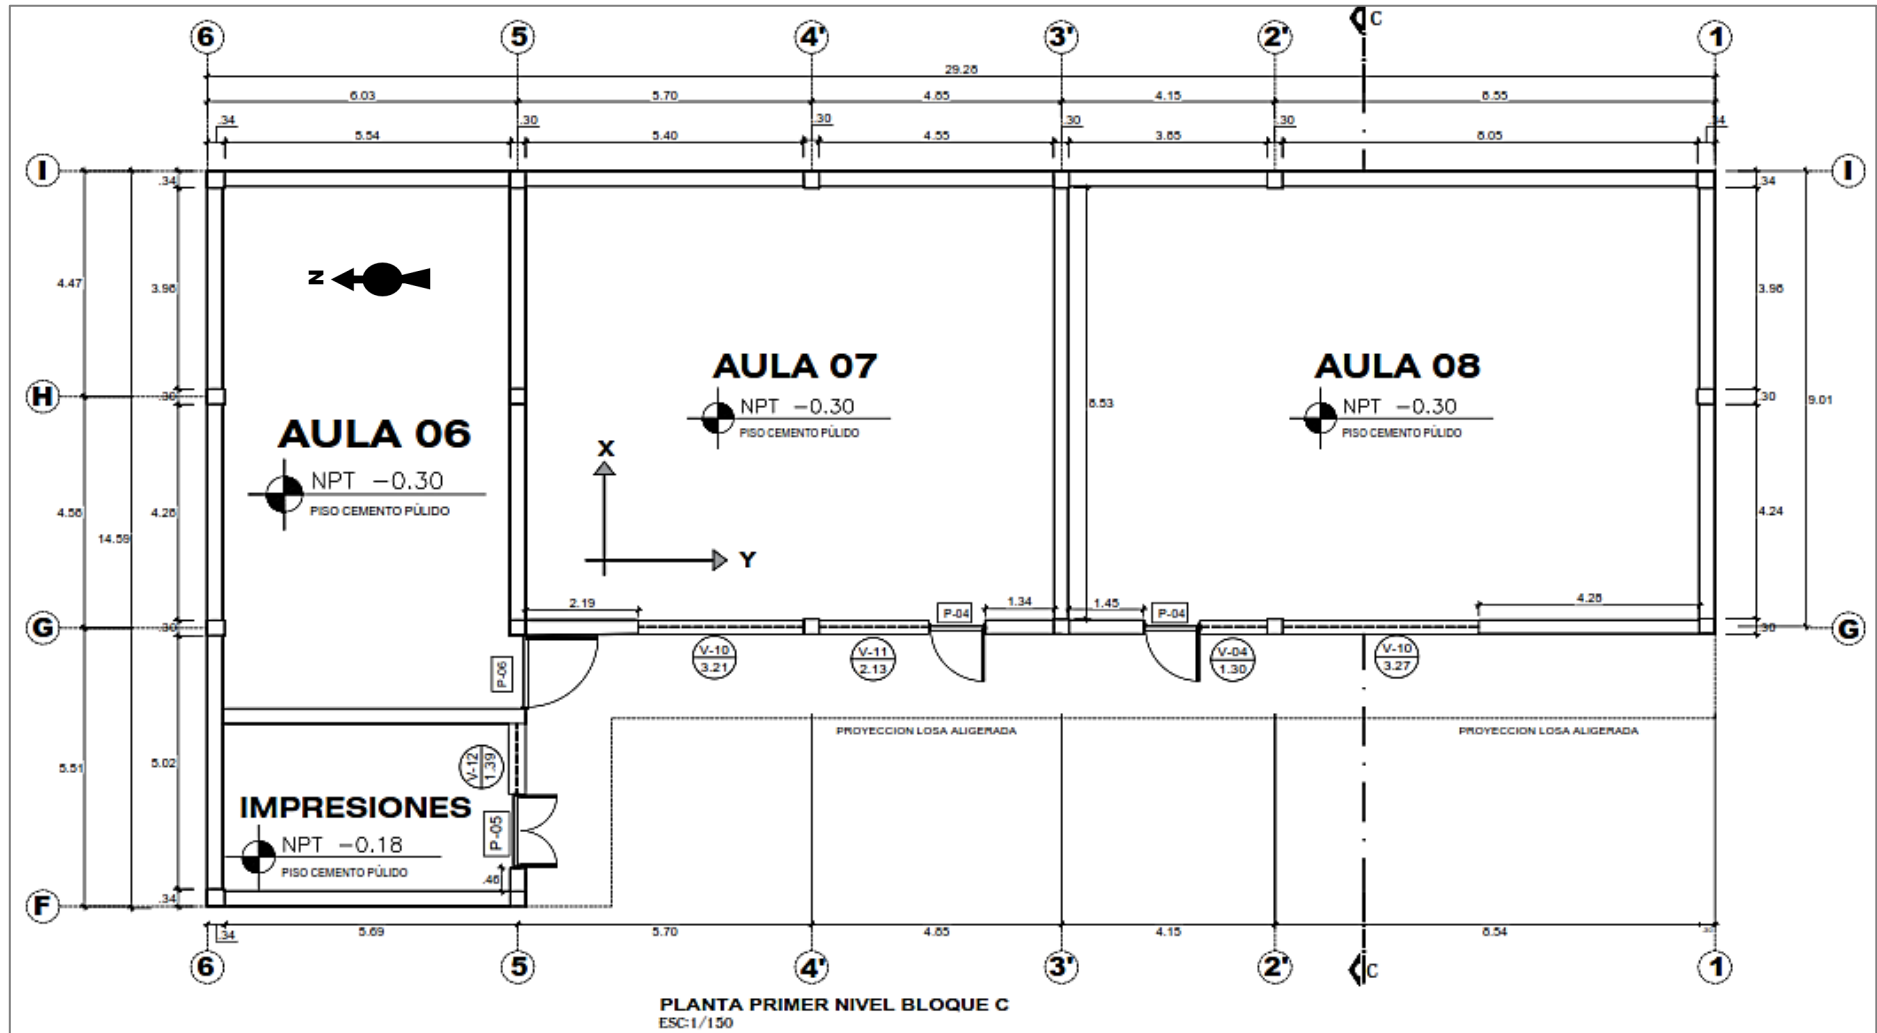 C
6 5 4' 3' 2' 1
29.28
6.03 5.70 4.85 4.15 8.55
.34 .30 .30 .30 .30 .34
5.54 5.40 4.55 3.85 8.05
I I
.34 .34
N
4.47 3.96 3.96
AULA 07 AULA 08
H .30 .30 9.01
NPT -0.30 NPT -0.30
8.53
PISO CEMENTO PÚLIDO PISO CEMENTO PÚLIDO
AULA 06
X
NPT -0.30
PISO CEMENTO PÚLIDO
4.56 4.26 4.24
14.59
Y
2.19 P-04 1.34 1.45 P-04 4.28
G .30 .30 G
V-10 V-11 V-04 V-10
3.21 2.13 1.30 3.27
P-06
PROYECCION LOSA ALIGERADA PROYECCION LOSA ALIGERADA
5.51 5.02
V-12
1.39
IMPRESIONES
P-05
NPT -0.18
PISO CEMENTO PÚLIDO
.46
F .34
.34 5.69 5.70 4.85 4.15 8.54
6 5 4' 3' 2' C 1
PLANTA PRIMER NIVEL BLOQUE C
ESC:1/150